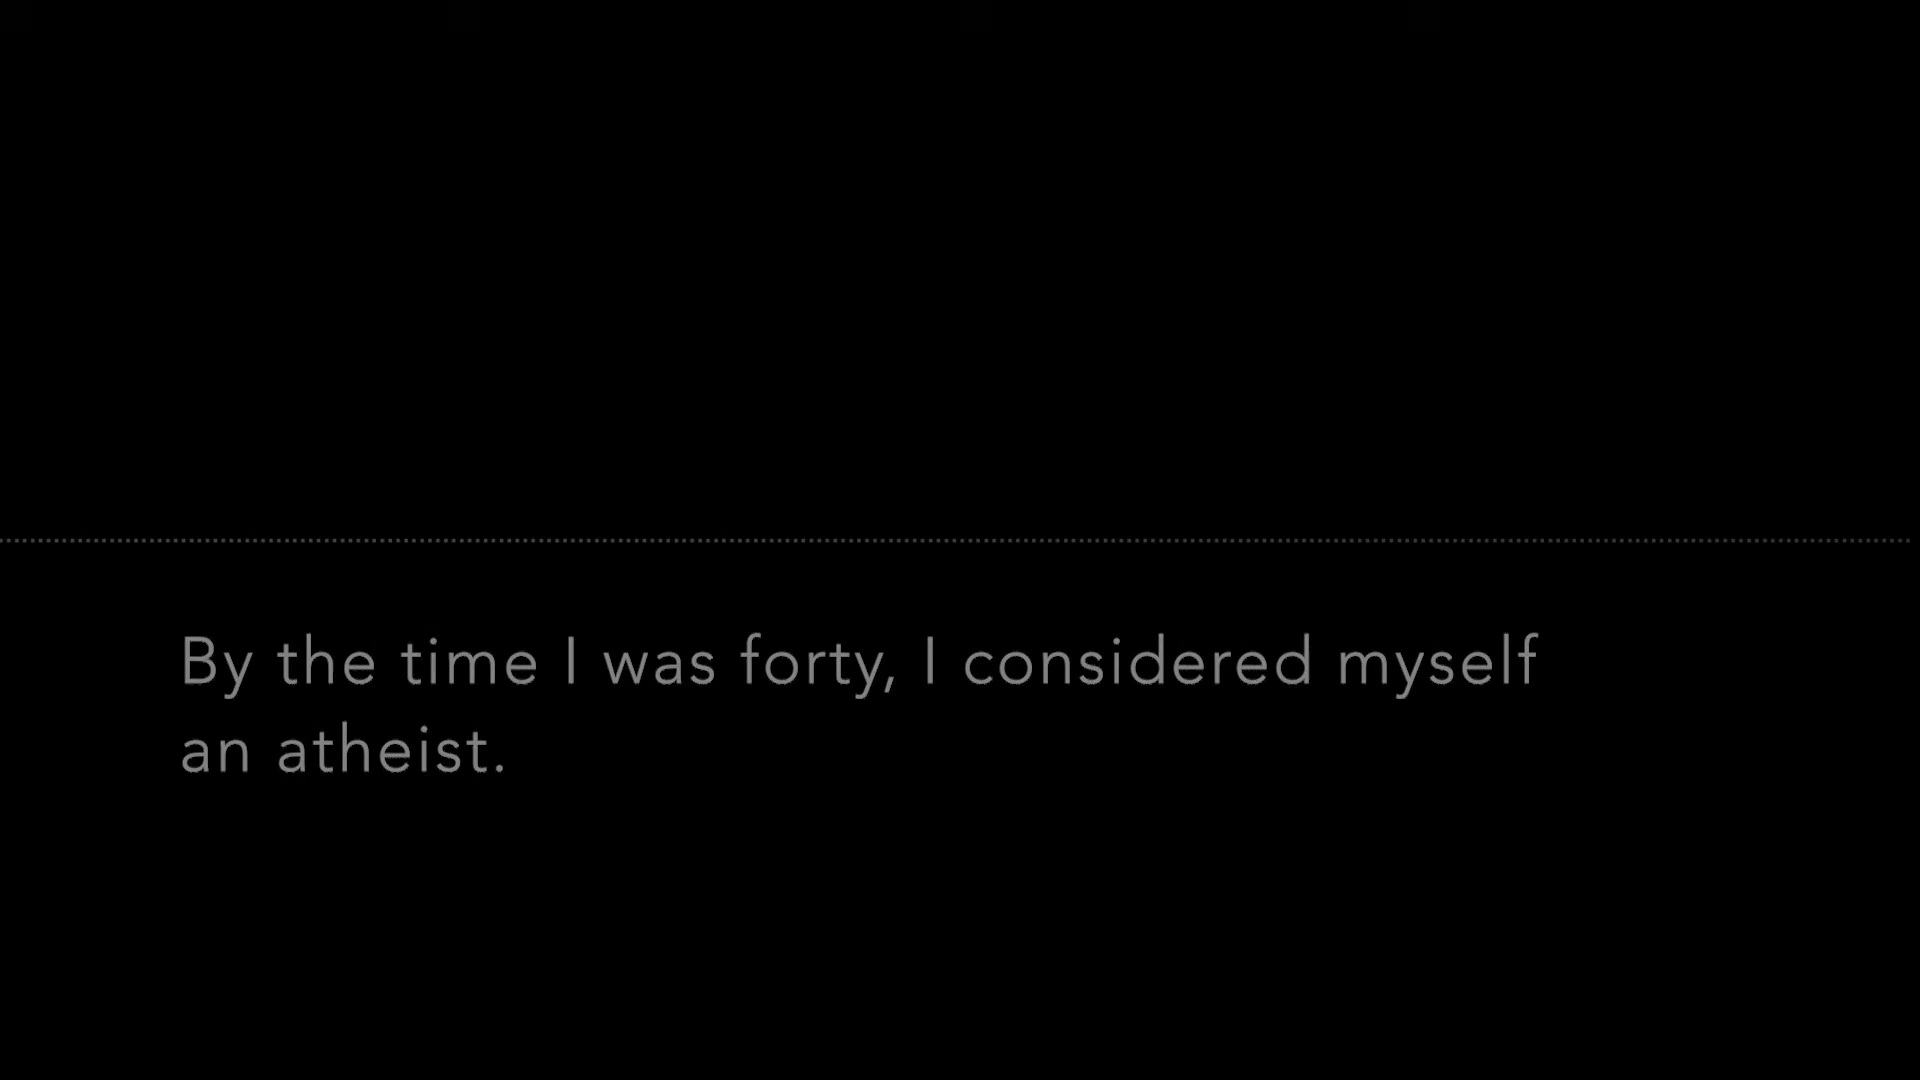 By the time I was forty, I considered myself
an atheist.